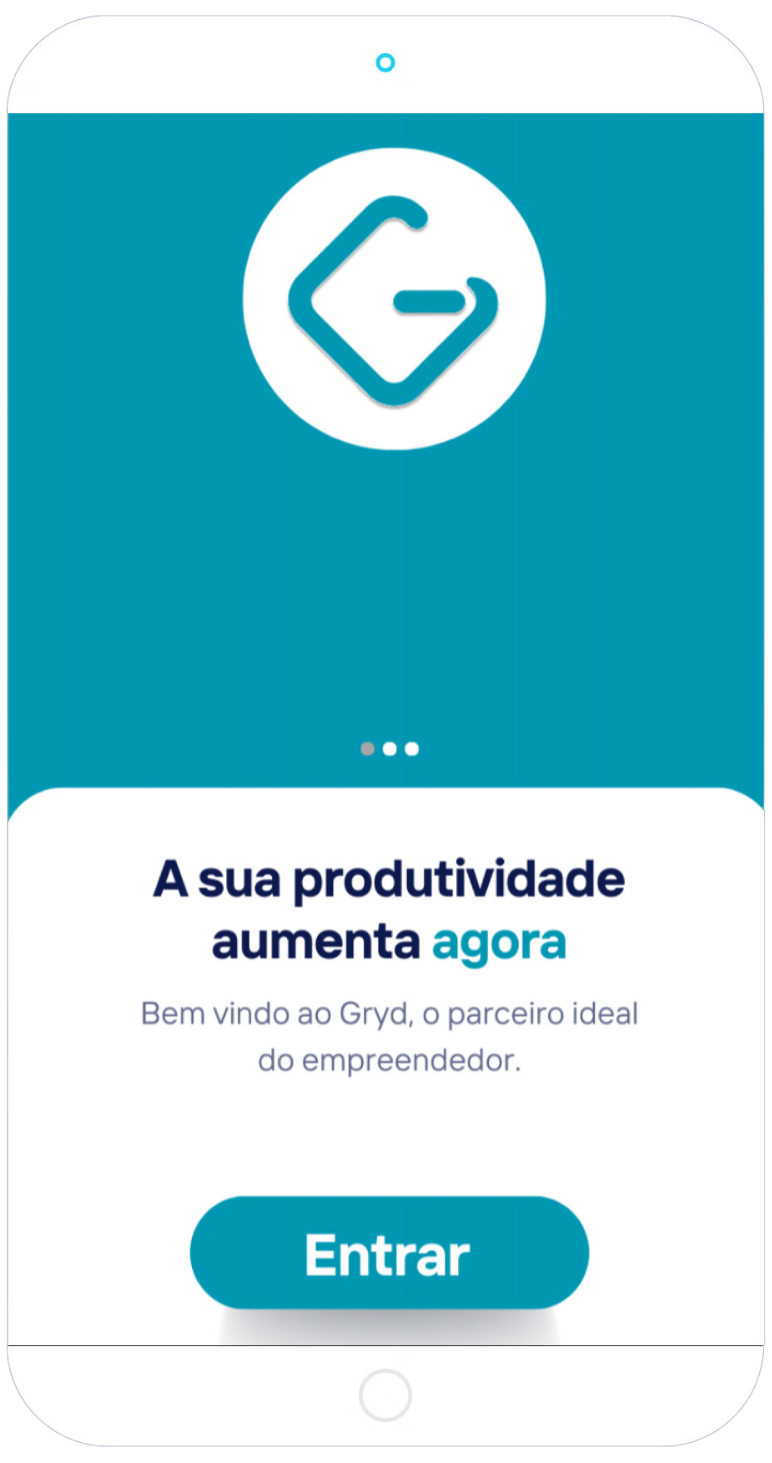 A sua produtividade
aumenta agora
Bem vindo ao Gryd, o parceiro ideal
do empreendedor.
Entrar